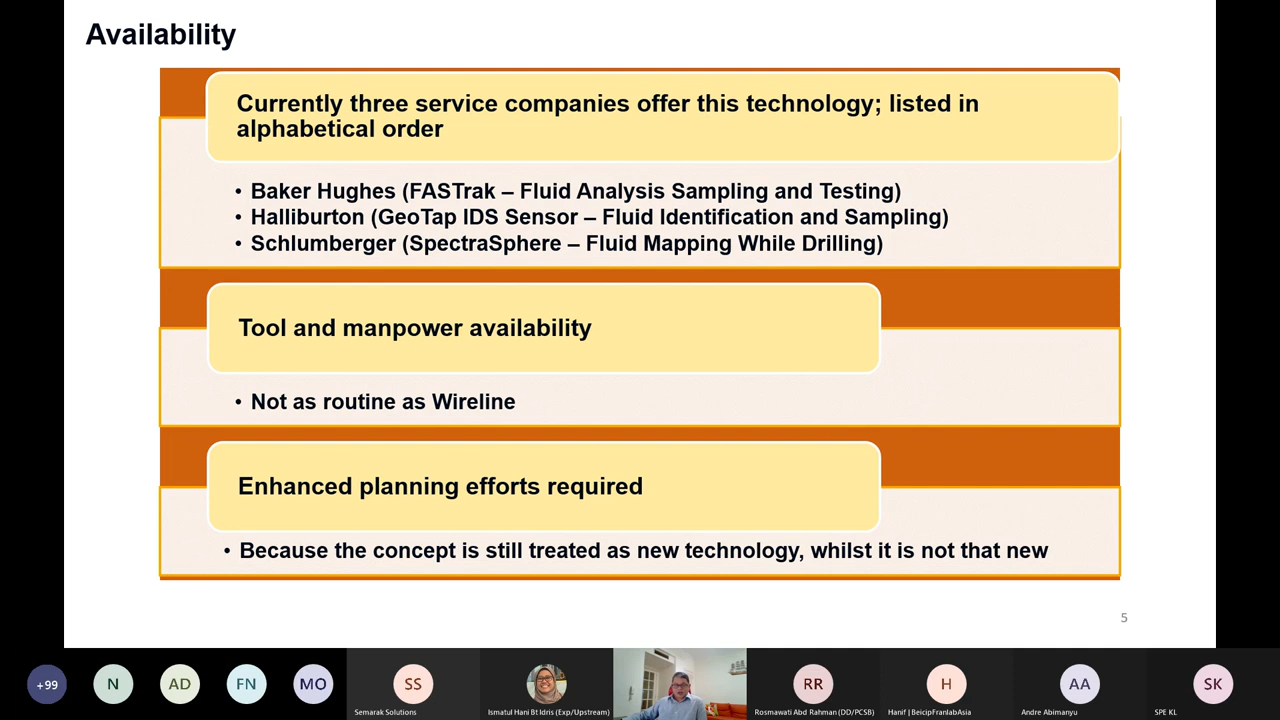 Availability
Currently three service companies offer this technology; listed in
alphabetical order
• Baker Hughes (FASTrak – Fluid Analysis Sampling and Testing)
• Halliburton (GeoTap IDS Sensor – Fluid Identification and Sampling)
• Schlumberger (SpectraSphere – Fluid Mapping While Drilling)
Tool and manpower availability
• Not as routine as Wireline
Enhanced planning efforts required
• Because the concept is still treated as new technology, whilst it is not that new
5
+99
N
AD
FN
MO
SS
RR
H
AA
SK
Semarak Solutions
Ismatul Hani Bt Idris (Exp/Upstream)
Rosmawati Abd Rahman (DD/PCSB)
Hanif | BeicipFranlabAsia
Andre Abimanyu
SPE KL